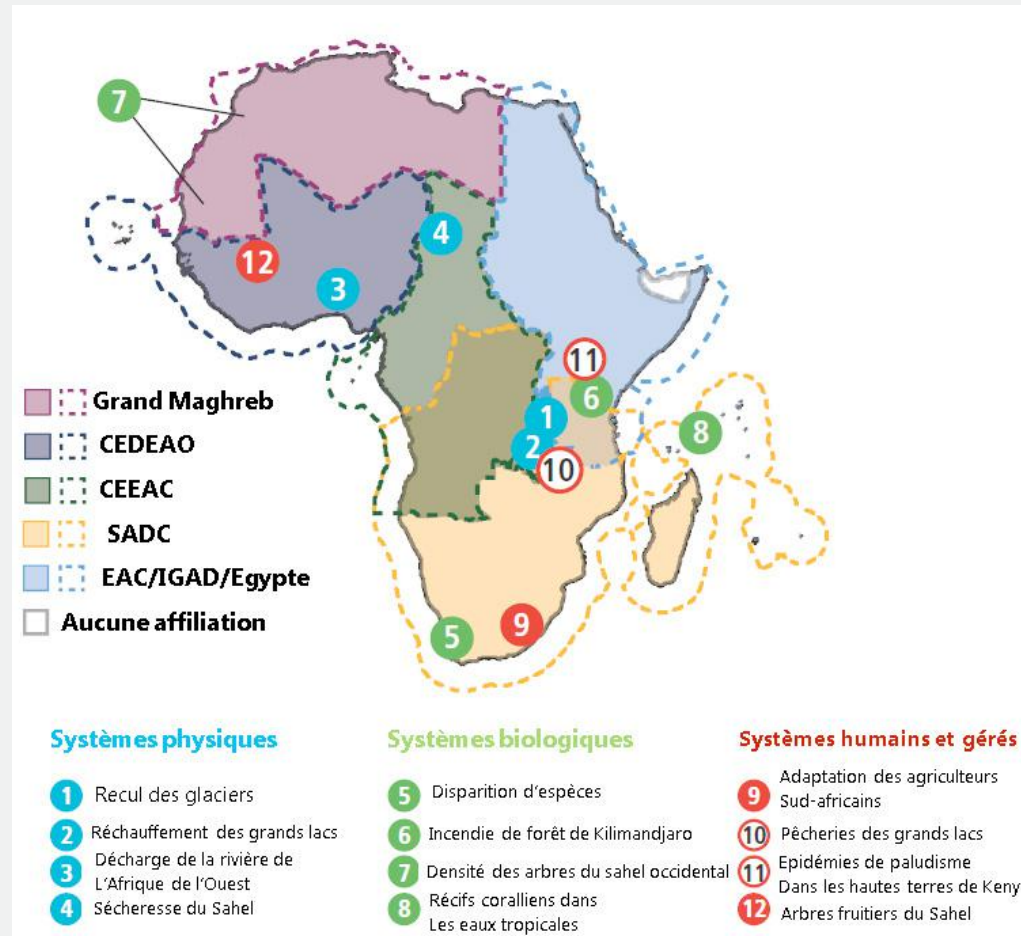 7
4
12
3
11
6
1
8
2
10
5
9
Grand Maghreb
CEDEAO
CEEAC
SADC
EAC/IGAD/Egypte
Aucune affiliation
Systèmes physiques
1 Recul des glaciers
2 Réchauffement des grands lacs
3 Décharge de la rivière de
L'Afrique de l'Ouest
4 Sécheresse du Sahel
Systèmes biologiques
5 Disparition d'espèces
6 Incendie de forêt de Kilimandjaro
7 Densité des arbres du sahel occidental
8 Récifs coralliens dans
Les eaux tropicales
Systèmes humains et gérés
9 Adaptation des agriculteurs
Sud-africains
10 Pêcheries des grands lacs
11 Epidémies de paludisme
Dans les hautes terres de Keny
12 Arbres fruitiers du Sahel